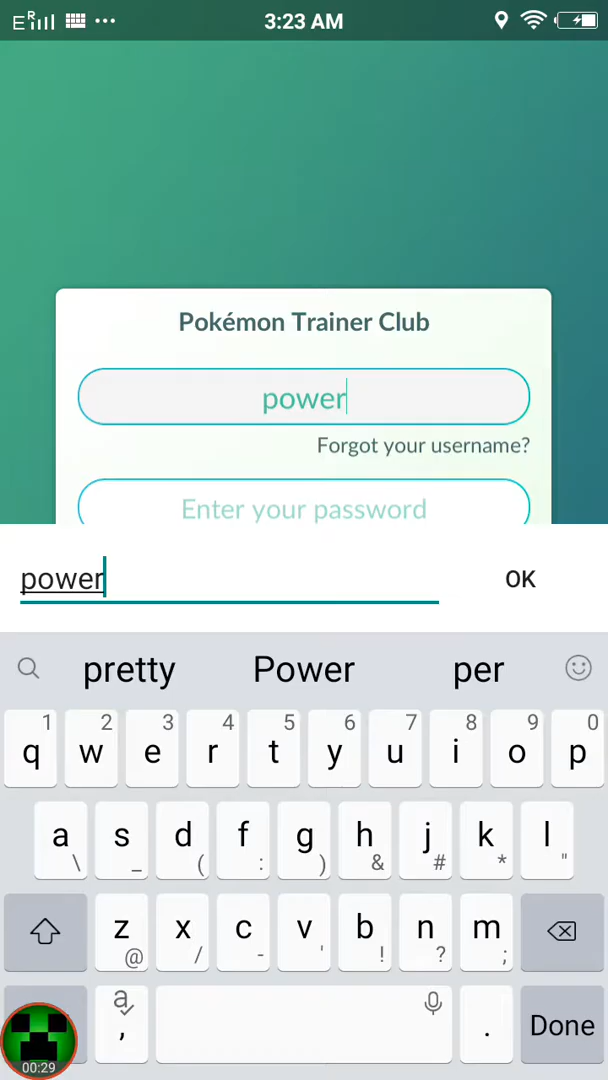 E R 3:23 AM
Pokémon Trainer Club
power
Forgot your username?
Enter your password
power OK
pretty Power per
1 2 3 4 5 6 7 8 9 0
q w e r t y u i o p
a s d f g h j k l
\ _ ( : ) & # * "
z x c v b n m
@ / - ' ! ? ;
a
, . Done
00:29